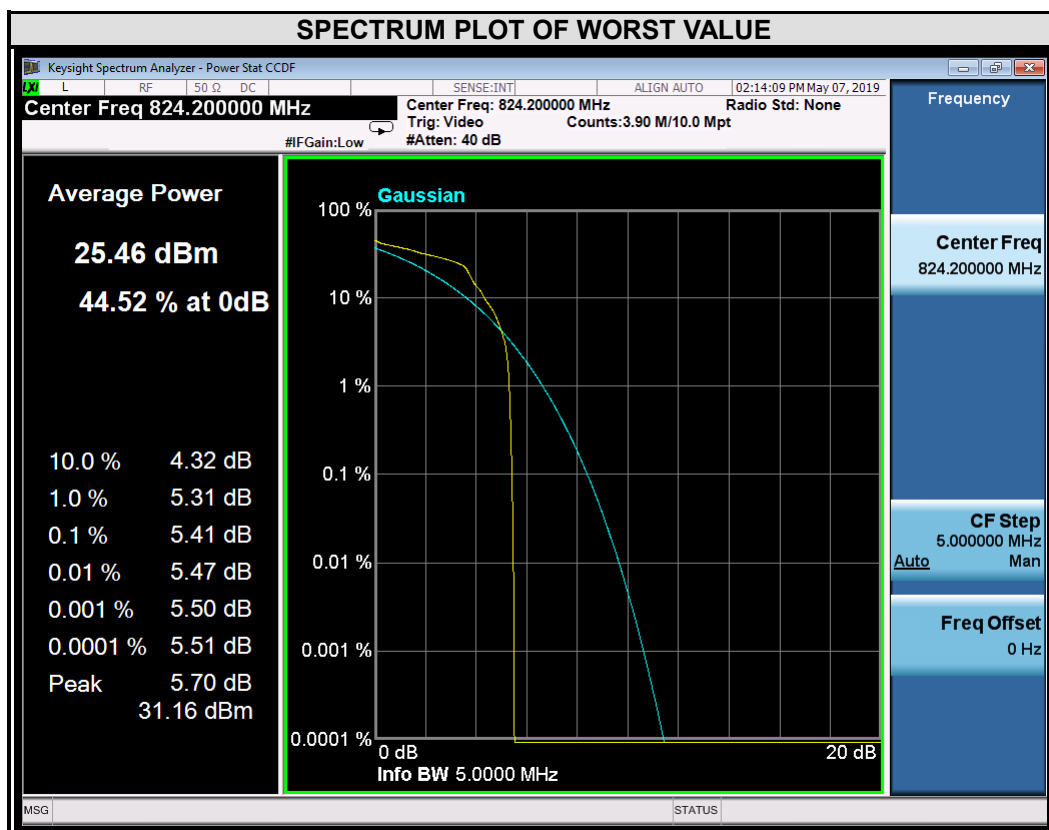 SPECTRUM PLOT OF WORST VALUE
Keysight Spectrum Analyzer - Power Stat CCDF
LXI L RF 50 Ω DC SENSE:INT ALIGN AUTO 02:14:09 PM May 07, 2019
Center Freq 824.200000 MHz
Center Freq: 824.200000 MHz Radio Std: None
Trig: Video Counts:3.90 M/10.0 Mpt
#IFGain:Low #Atten: 40 dB
Frequency
Average Power
25.46 dBm
44.52 % at 0dB
10.0 % 4.32 dB
1.0 % 5.31 dB
0.1 % 5.41 dB
0.01 % 5.47 dB
0.001 % 5.50 dB
0.0001 % 5.51 dB
Peak 5.70 dB
31.16 dBm
Gaussian
100 %
10 %
1 %
0.1 %
0.01 %
0.001 %
0.0001 %
0 dB 20 dB
Info BW 5.0000 MHz
Center Freq
824.200000 MHz
CF Step
5.000000 MHz
Auto Man
Freq Offset
0 Hz
MSG STATUS